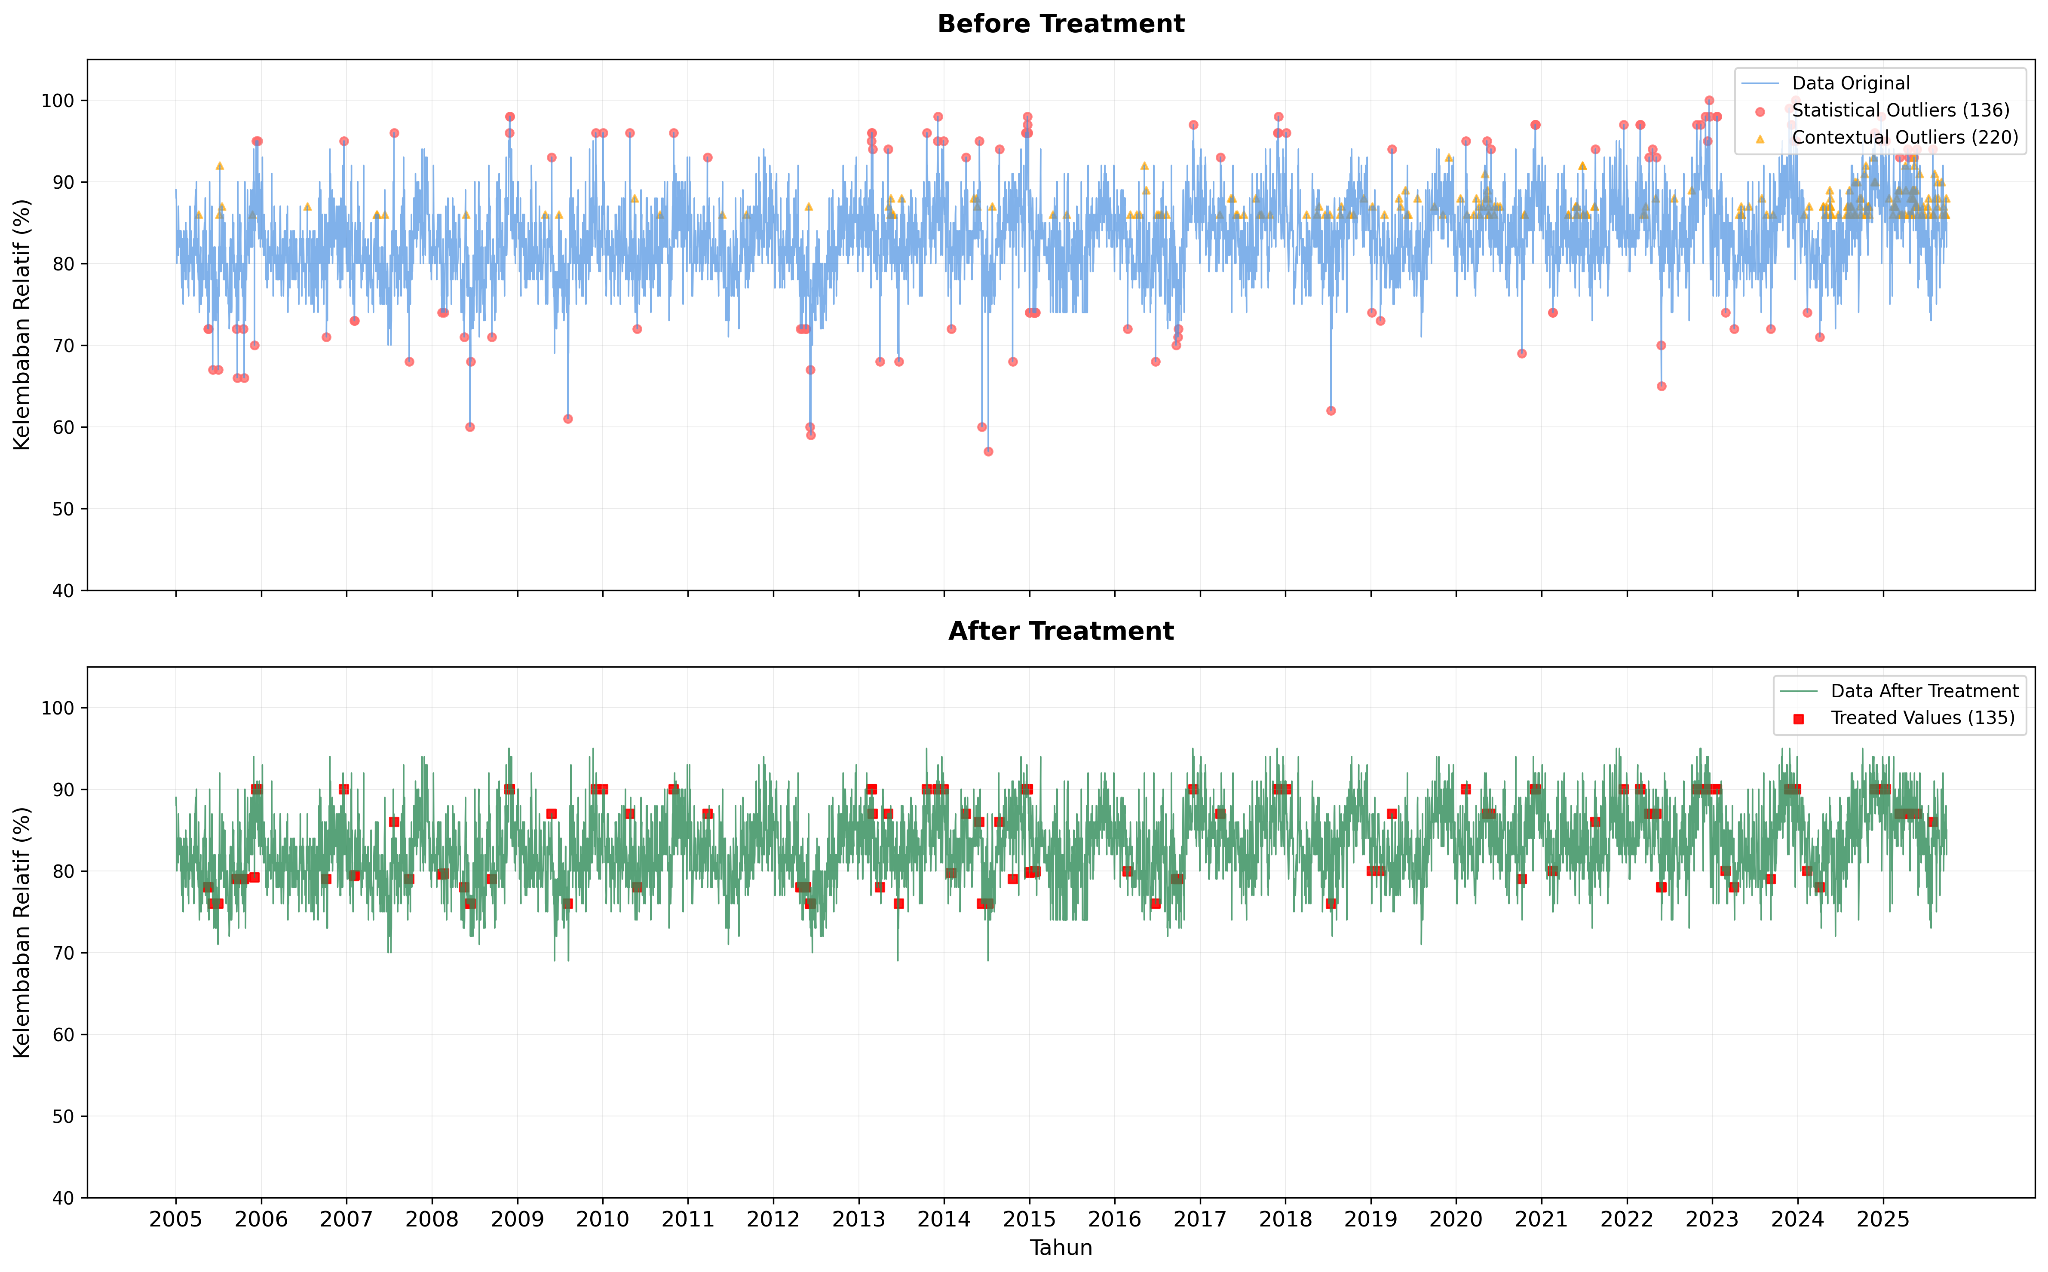 Before Treatment
Data Original
Statistical Outliers (136)
Contextual Outliers (220)
100
90
80
70
60
50
40
Kelembaban Relatif (%)
After Treatment
Data After Treatment
Treated Values (135)
100
90
80
70
60
50
40
Kelembaban Relatif (%)
2005 2006 2007 2008 2009 2010 2011 2012 2013 2014 2015 2016 2017 2018 2019 2020 2021 2022 2023 2024 2025
Tahun